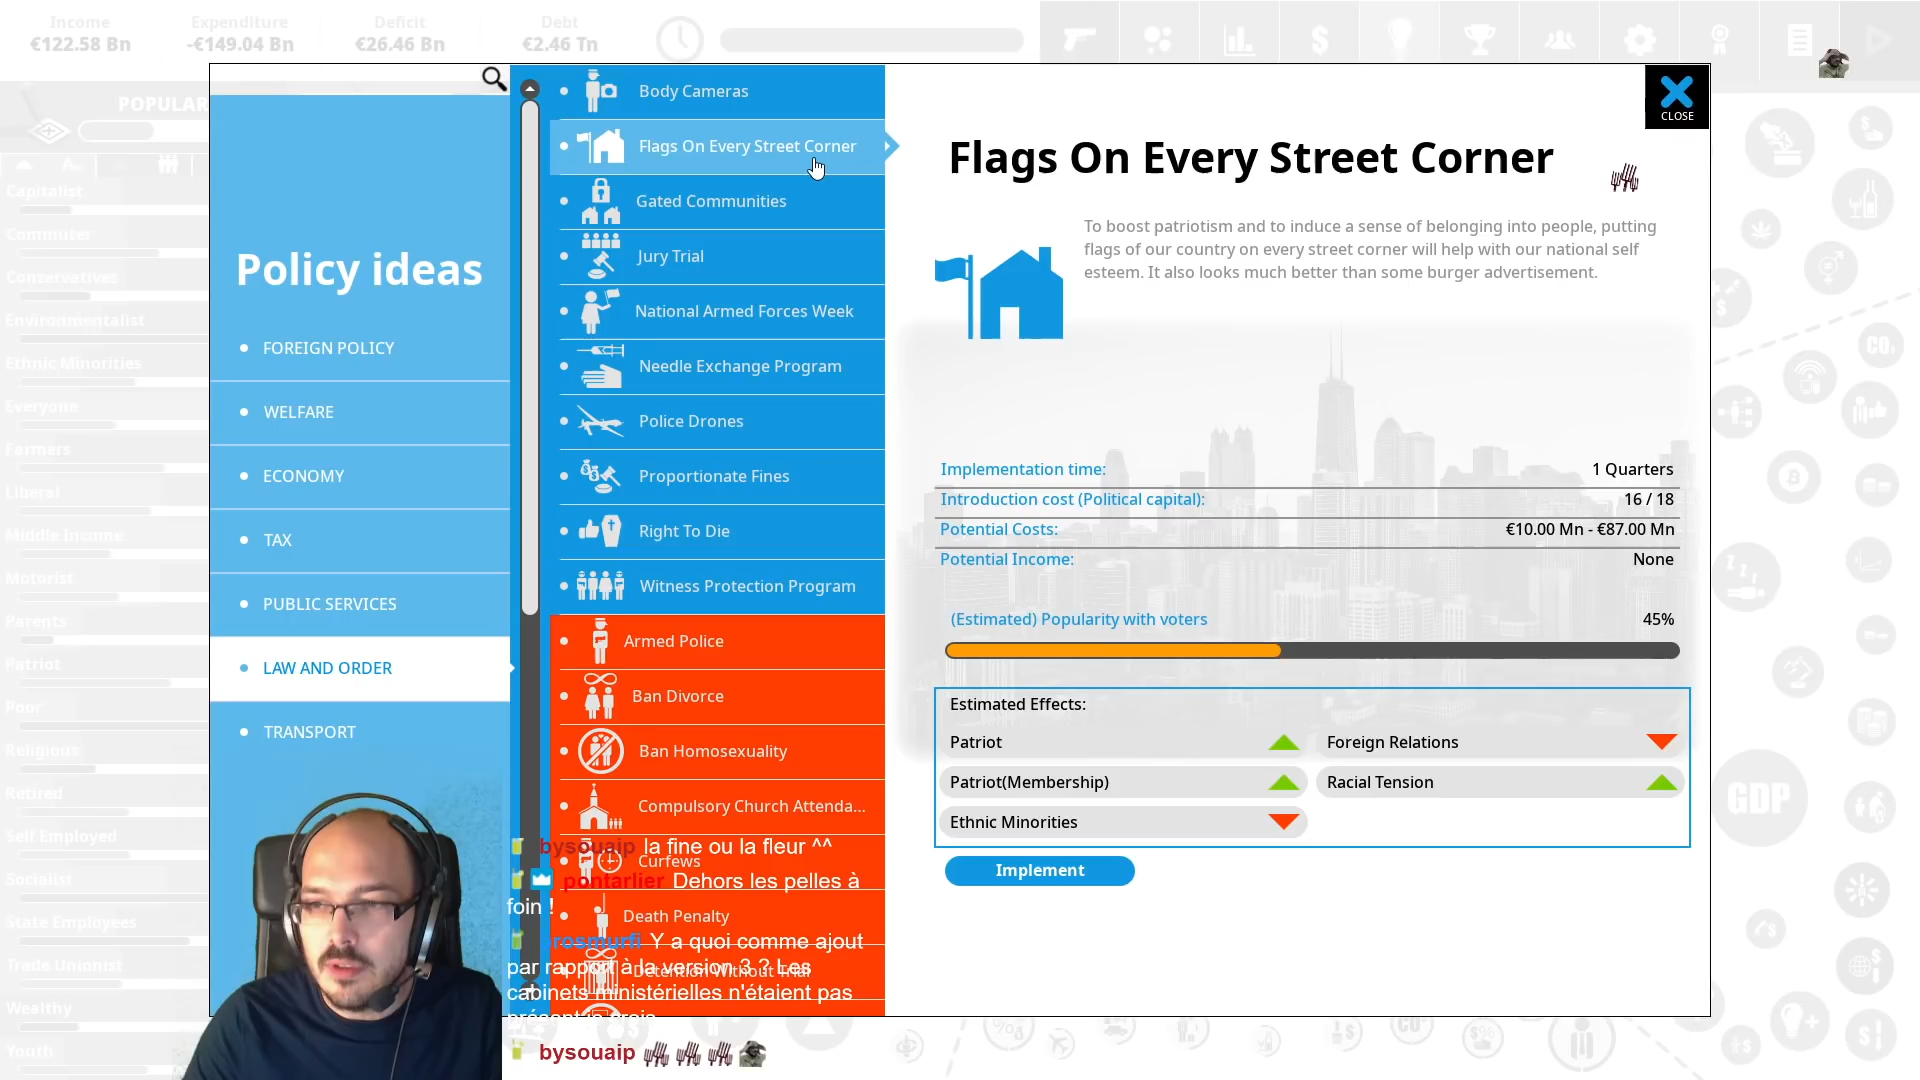 Income
Expenditure
Deficit
Debt
€122.58 Bn
-€149.04 Bn
€26.46 Bn
€2.46 Tn
POPULAR
Capitalist
Commuter
Conservatives
Environmentalist
Ethnic Minorities
Everyone
Farmers
Liberal
Middle Income
Motorist
Parents
Patriot
Poor
Religious
Retired
Self Employed
Socialist
State Employees
Trade Unionist
Wealthy
Youth
Policy ideas
FOREIGN POLICY
WELFARE
ECONOMY
TAX
PUBLIC SERVICES
LAW AND ORDER
TRANSPORT
Body Cameras
Flags On Every Street Corner
Gated Communities
Jury Trial
National Armed Forces Week
Needle Exchange Program
Police Drones
Proportionate Fines
Right To Die
Witness Protection Program
Armed Police
Ban Divorce
Ban Homosexuality
Compulsory Church Attenda...
Curfews
Death Penalty
Detention Without Trial
bysouaip la fine ou la fleur ^^
pontarlier Dehors les pelles à
foin !
Y a quoi comme ajout
par rapport à la version 3 ? Les
cabinets ministérielles n'étaient pas
présent je crois
bysouaip
CLOSE
Flags On Every Street Corner
To boost patriotism and to induce a sense of belonging into people, putting
flags of our country on every street corner will help with our national self
esteem. It also looks much better than some burger advertisement.
Implementation time:
1 Quarters
Introduction cost (Political capital):
16 / 18
Potential Costs:
€10.00 Mn - €87.00 Mn
Potential Income:
None
(Estimated) Popularity with voters
45%
Estimated Effects:
Patriot
Foreign Relations
Patriot(Membership)
Racial Tension
Ethnic Minorities
Implement
GDP
CO₂